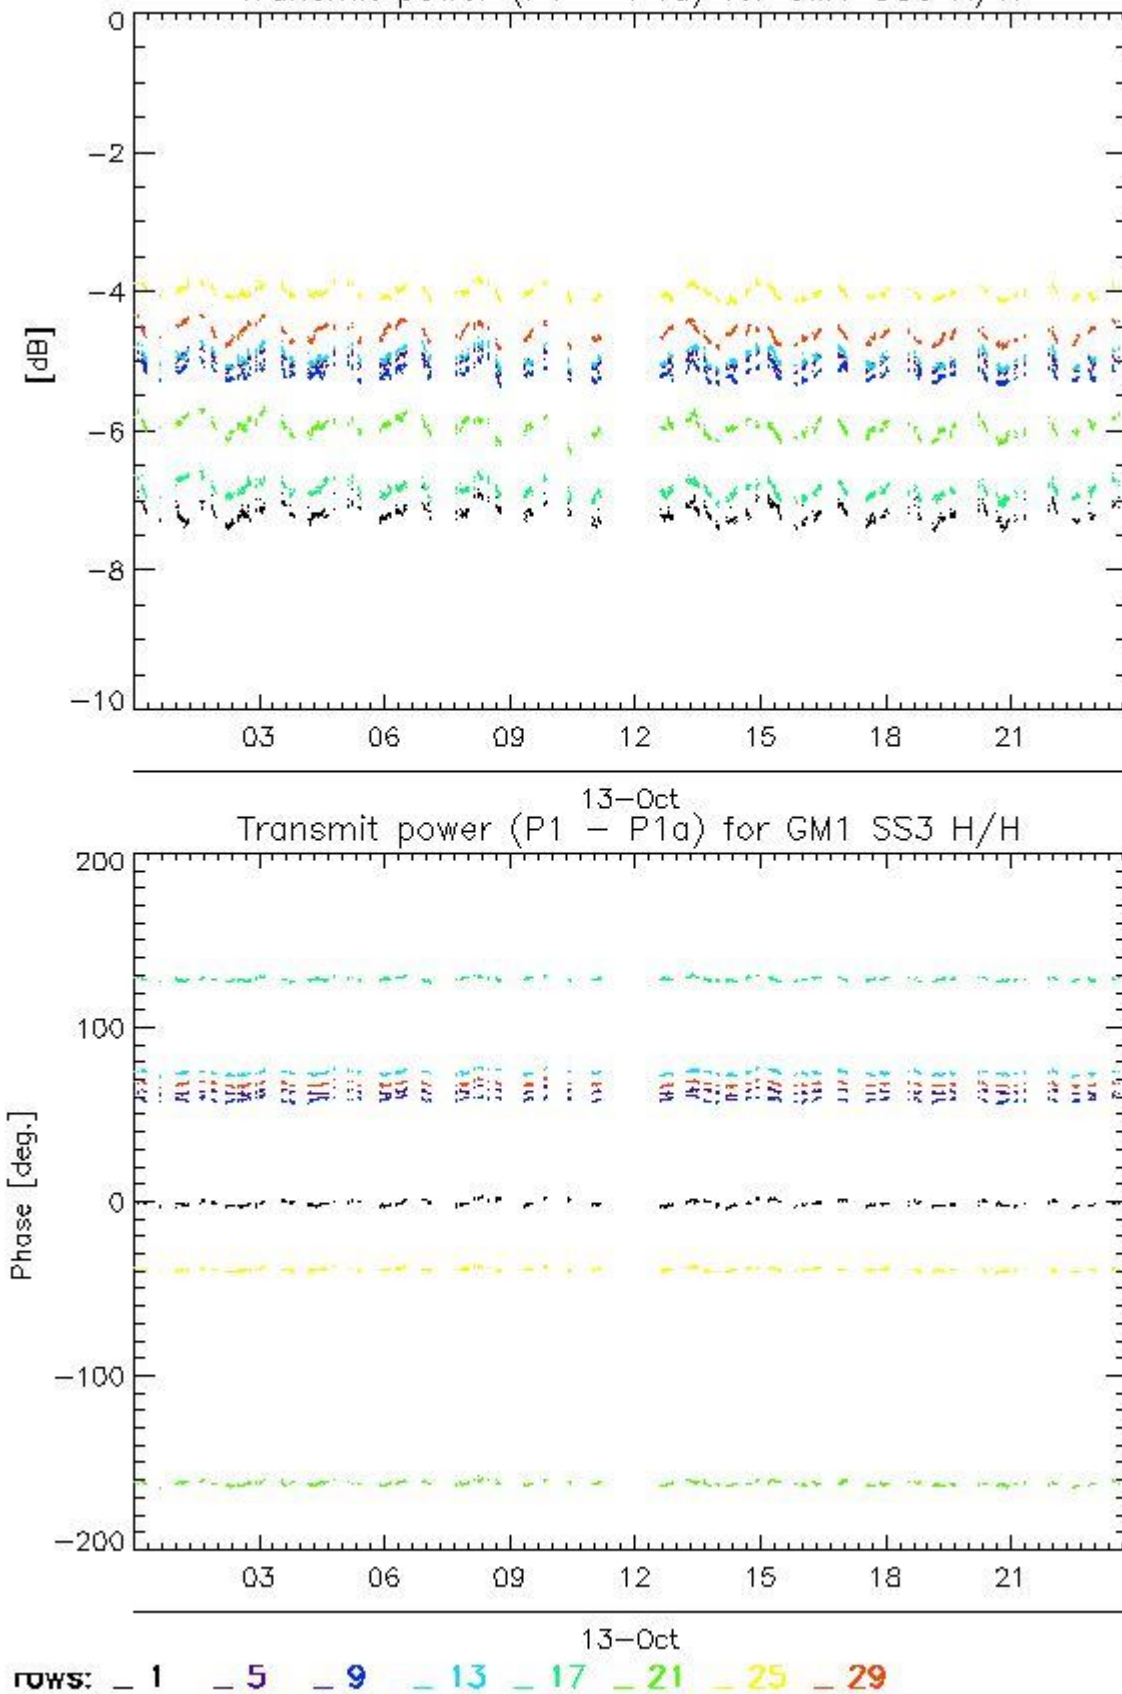 0
−2
−4
[dB]
−6
−8
−10
03 06 09 12 15 18 21
13−Oct
Transmit power (P1 − P1a) for GM1 SS3 H/H
200
100
Phase [deg.]
0
−100
−200
03 06 09 12 15 18 21
13−Oct
rows: _ 1 _ 5 _ 9 _ 13 _ 17 _ 21 _ 25 _ 29